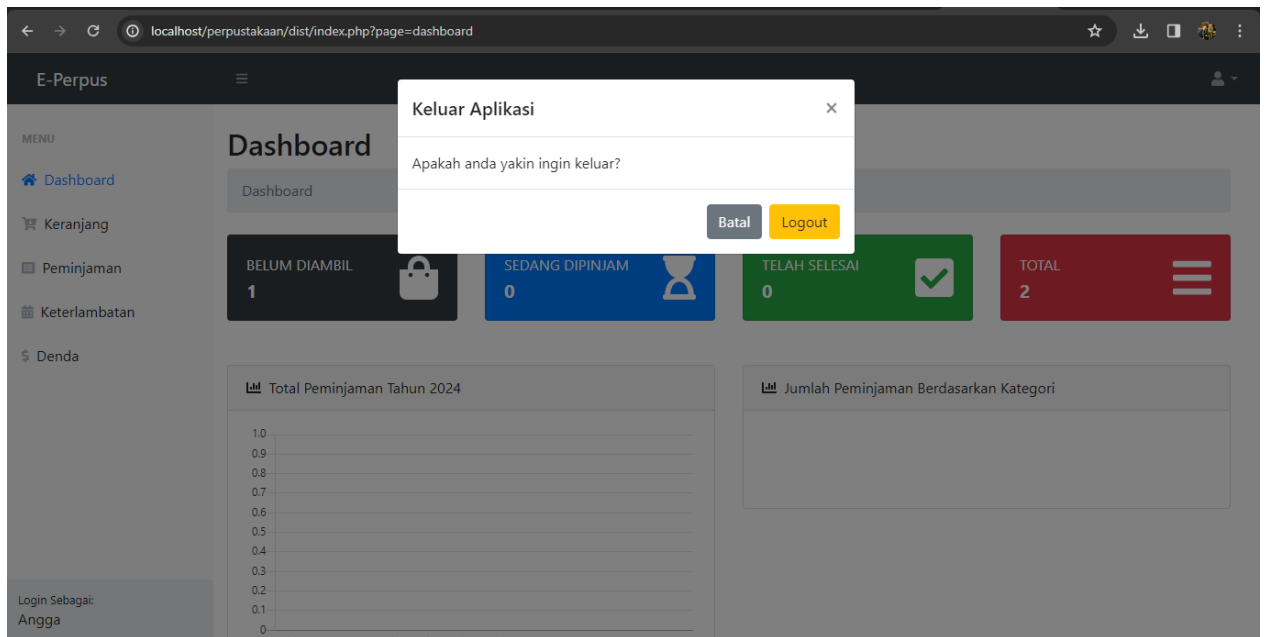 localhost/perpustakaan/dist/index.php?page=dashboard
E-Perpus
Keluar Aplikasi
×
Apakah anda yakin ingin keluar?
Batal
Logout
MENU
Dashboard
Keranjang
Peminjaman
Keterlambatan
$ Denda
Login Sebagai:
Angga
Dashboard
Dashboard
BELUM DIAMBIL
1
SEDANG DIPINJAM
0
TELAH SELESAI
0
TOTAL
2
Total Peminjaman Tahun 2024
1.0
0.9
0.8
0.7
0.6
0.5
0.4
0.3
0.2
0.1
0
Jumlah Peminjaman Berdasarkan Kategori